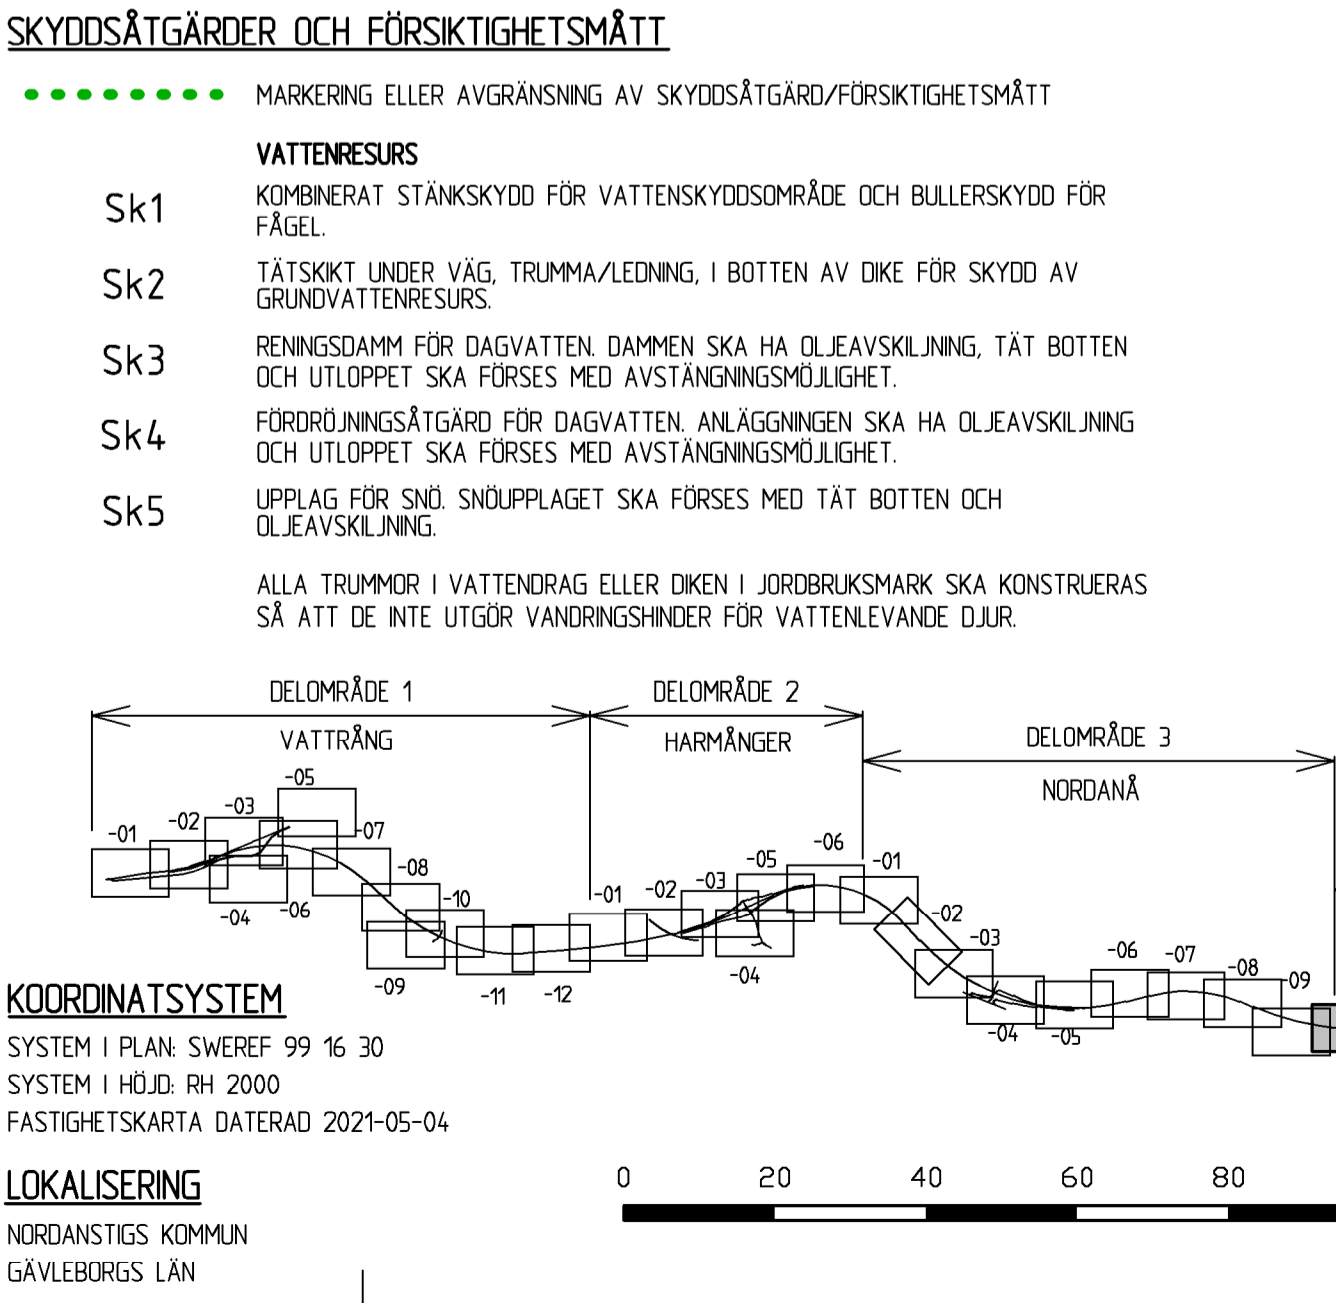 SKYDDSÅTGÄRDER OCH FÖRSIKTIGHETSMÅTT
MARKERING ELLER AVGRÄNSNING AV SKYDDSÅTGÄRD/FÖRSIKTIGHETSMÅTT
VATTENRESURS
Sk1 KOMBINERAT STÄNKSKYDD FÖR VATTENSKYDDSOMRÅDE OCH BULLERSKYDD FÖR
FÅGEL.
Sk2 TÄTSKIKT UNDER VÄG, TRUMMA/LEDNING, I BOTTEN AV DIKE FÖR SKYDD AV
GRUNDVATTENRESURS.
Sk3 RENINGSDAMM FÖR DAGVATTEN. DAMMEN SKA HA OLJEAVSKILJNING, TÄT BOTTEN
OCH UTLOPPET SKA FÖRSES MED AVSTÄNGNINGSMÖJLIGHET.
Sk4 FÖRDRÖJNINGSÅTGÄRD FÖR DAGVATTEN. ANLÄGGNINGEN SKA HA OLJEAVSKILJNING
OCH UTLOPPET SKA FÖRSES MED AVSTÄNGNINGSMÖJLIGHET.
Sk5 UPPLAG FÖR SNÖ. SNÖUPPLAGET SKA FÖRSES MED TÄT BOTTEN OCH
OLJEAVSKILJNING.
ALLA TRUMMOR I VATTENDRAG ELLER DIKEN I JORDBRUKSMARK SKA KONSTRUERAS
SÅ ATT DE INTE UTGÖR VANDRINGSHINDER FÖR VATTENLEVANDE DJUR.
DELOMRÅDE 1
VATTRÅNG
-01
-02
-03
-05
-07
-08
-10
-04
-06
-09
-11
-12
DELOMRÅDE 2
HARMÅNGER
-01
-02
-03
-05
-06
-04
DELOMRÅDE 3
NORDANÅ
-01
-02
-03
-06
-07
-08
-09
-04
-05
KOORDINATSYSTEM
SYSTEM I PLAN: SWEREF 99 16 30
SYSTEM I HÖJD: RH 2000
FASTIGHETSKARTA DATERAD 2021-05-04
LOKALISERING
NORDANSTIGS KOMMUN
GÄVLEBORGS LÄN
0 20 40 60 80